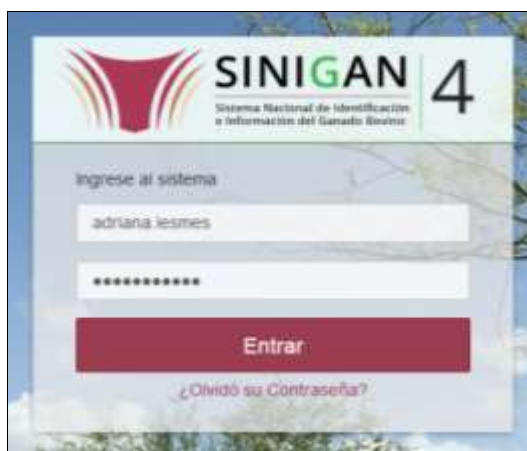 SINIGAN 4
Sistema Nacional de Identificación
e Información del Ganado Bovino
Ingrese al sistema
adriana lesmes
●●●●●●●●●●●
Entrar
¿Olvidó su Contraseña?